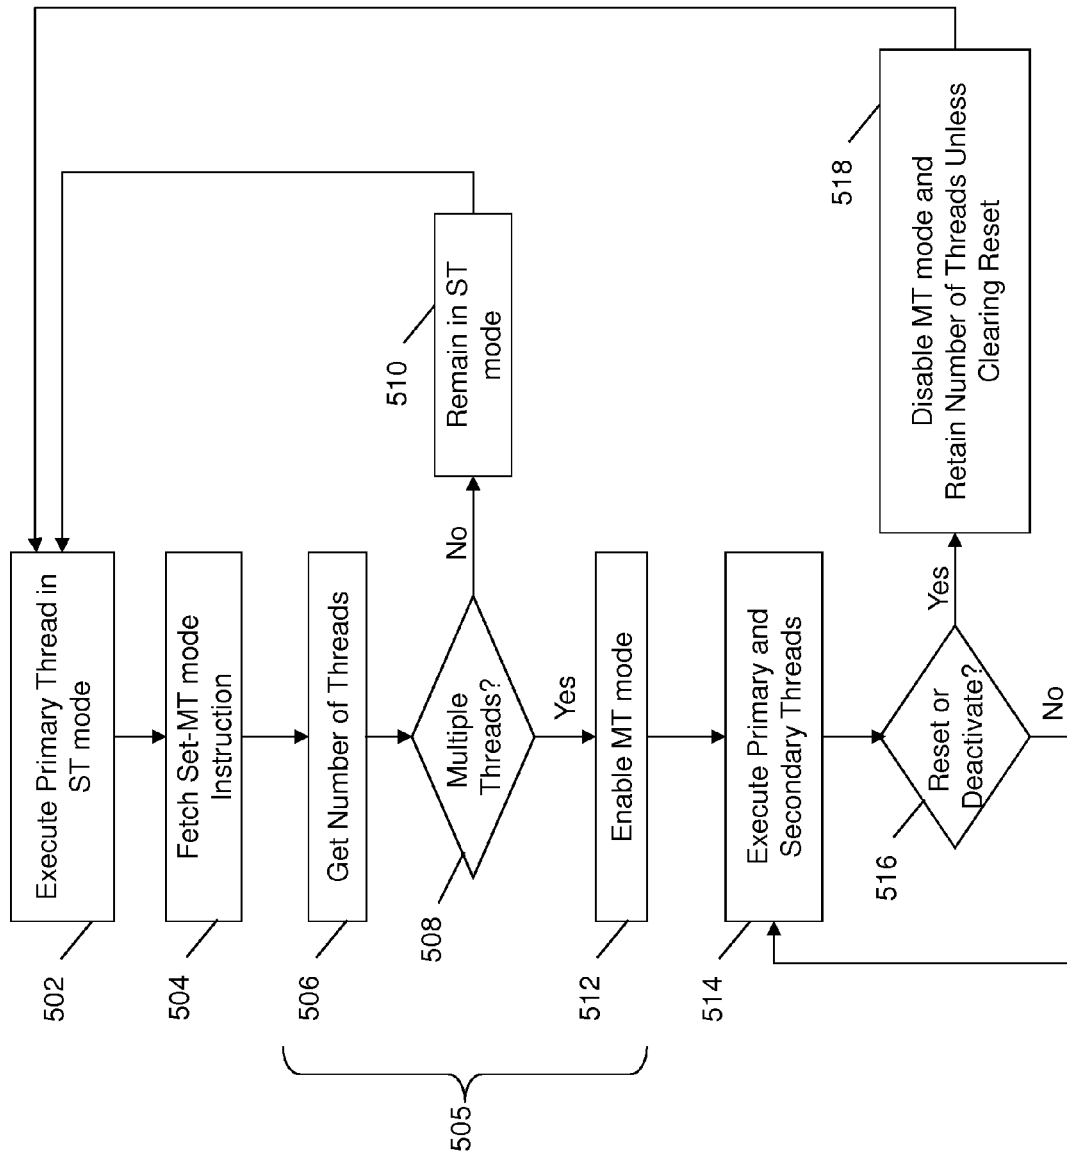 502
Execute Primary Thread in
ST mode
504
Fetch Set-MT mode
Instruction
505
506
Get Number of Threads
508
Multiple
Threads?
No
510
Remain in ST
mode
Yes
512
Enable MT mode
514
Execute Primary and
Secondary Threads
516
Reset or
Deactivate?
Yes
518
Disable MT mode and
Retain Number of Threads Unless
Clearing Reset
No